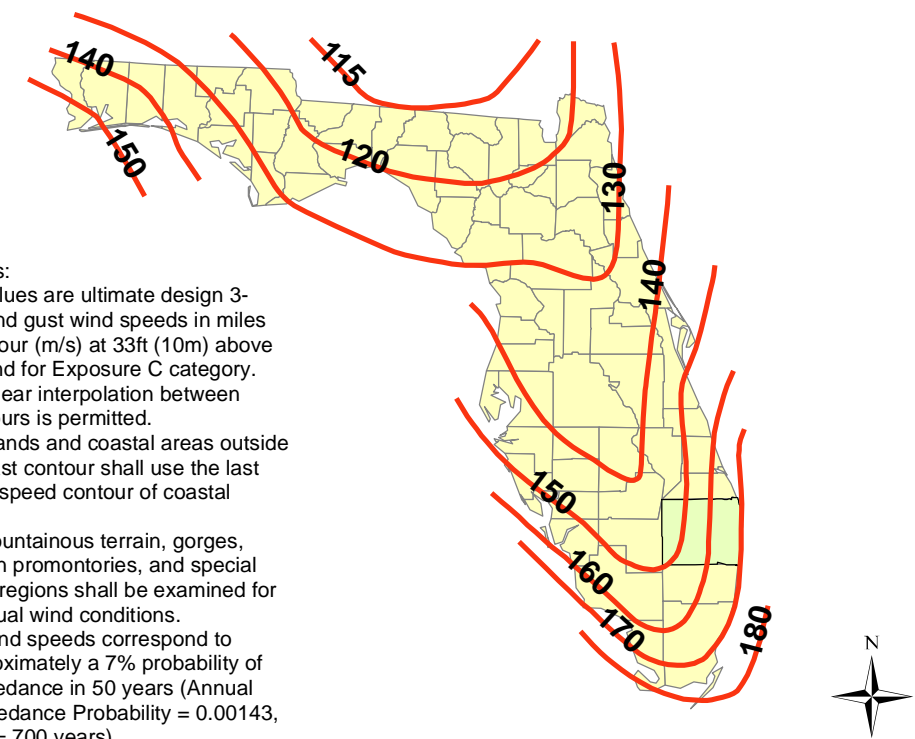 115
140
150
120
130
140
s:
lues are ultimate design 3-
nd gust wind speeds in miles
our (m/s) at 33ft (10m) above
nd for Exposure C category.
ear interpolation between
ours is permitted.
ands and coastal areas outside
st contour shall use the last
speed contour of coastal
ountainous terrain, gorges,
n promontories, and special
regions shall be examined for
ual wind conditions.
nd speeds correspond to
oximately a 7% probability of
edance in 50 years (Annual
edance Probability = 0.00143,
= 700 years)
150
160
170
180
N